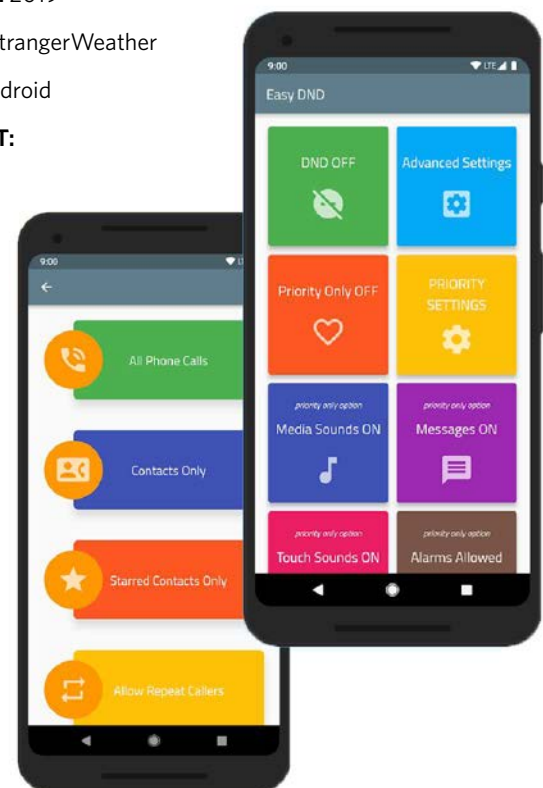 2019
trangerWeather
droid
T:
9:00
LTE
Easy DND
DND OFF
Advanced Settings
Priority Only OFF
PRIORITY
SETTINGS
priority only option
Media Sounds ON
priority only option
Messages ON
priority only option
Touch Sounds ON
priority only option
Alarms Allowed
9:00
All Phone Calls
Contacts Only
Starred Contacts Only
Allow Repeat Callers